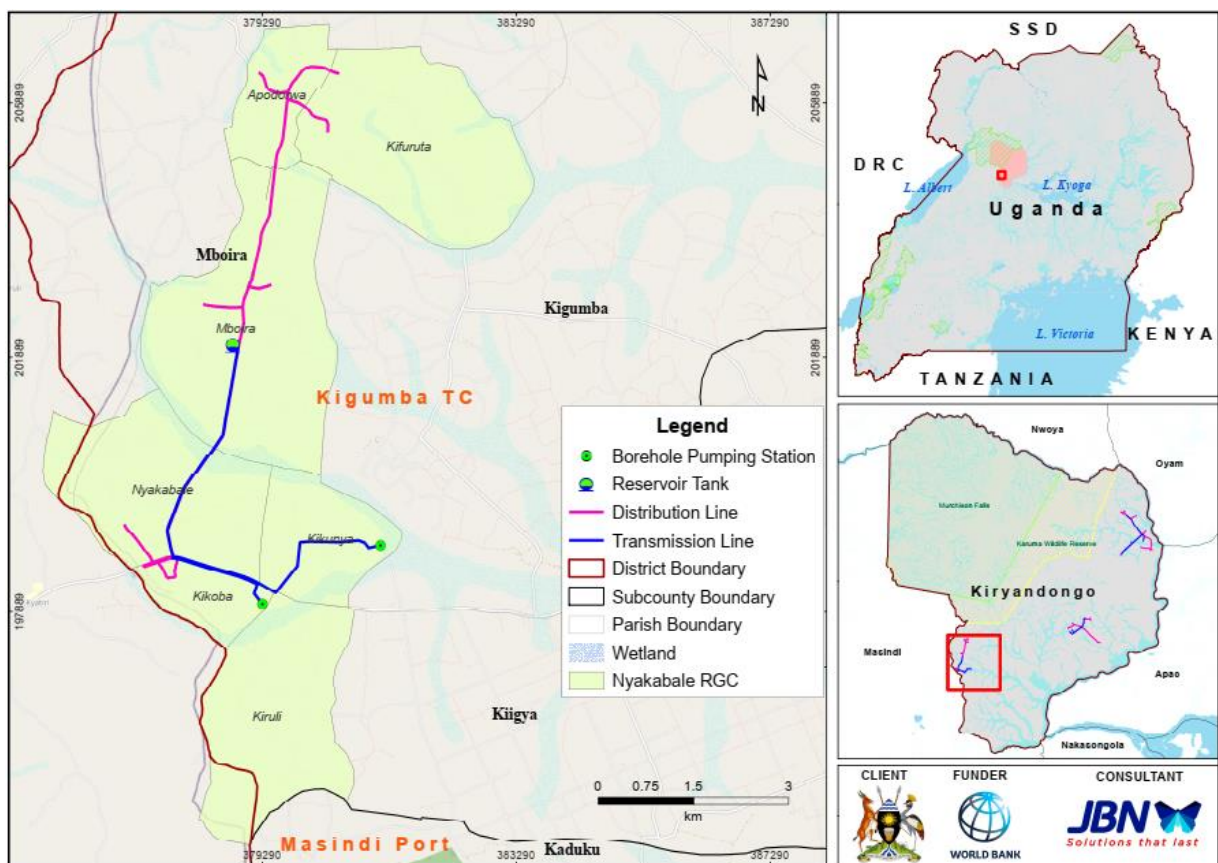 379290
383290
387290
205889
205889
Apodorwa
Kifuruta
N
Mboira
Kigumba
Mboira
201889
201889
Kigumba TC
Nyakabale
Kikunya
Kikoba
197889
Kiruli
Kiigya
Masindi Port
Kaduku
379290
383290
387290
Legend
Borehole Pumping Station
Reservoir Tank
Distribution Line
Transmission Line
District Boundary
Subcounty Boundary
Parish Boundary
Wetland
Nyakabale RGC
0 0.75 1.5 3
km
SSD
DRC
L. Albert
L. Kyoga
Uganda
L. Victoria
KENYA
TANZANIA
Nwoya
Oyam
Murchison Falls
Karuma Wildlife Reserve
Kiryandongo
Masindi
Apao
Nakasongola
CLIENT
FUNDER
CONSULTANT
WORLD BANK
JBN
Solutions that last